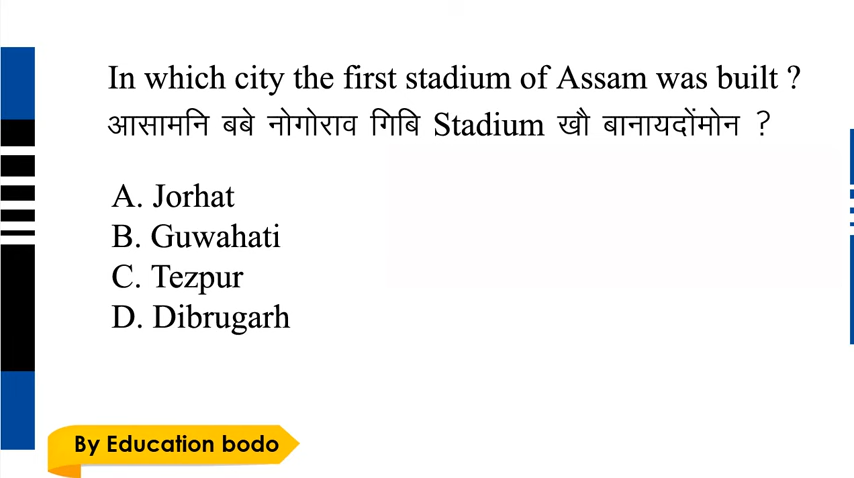 In which city the first stadium of Assam was built ?
आसामनि बबे नोगोराव गिबि Stadium खौ बानायदोंमोन ?
A. Jorhat
B. Guwahati
C. Tezpur
D. Dibrugarh
By Education bodo